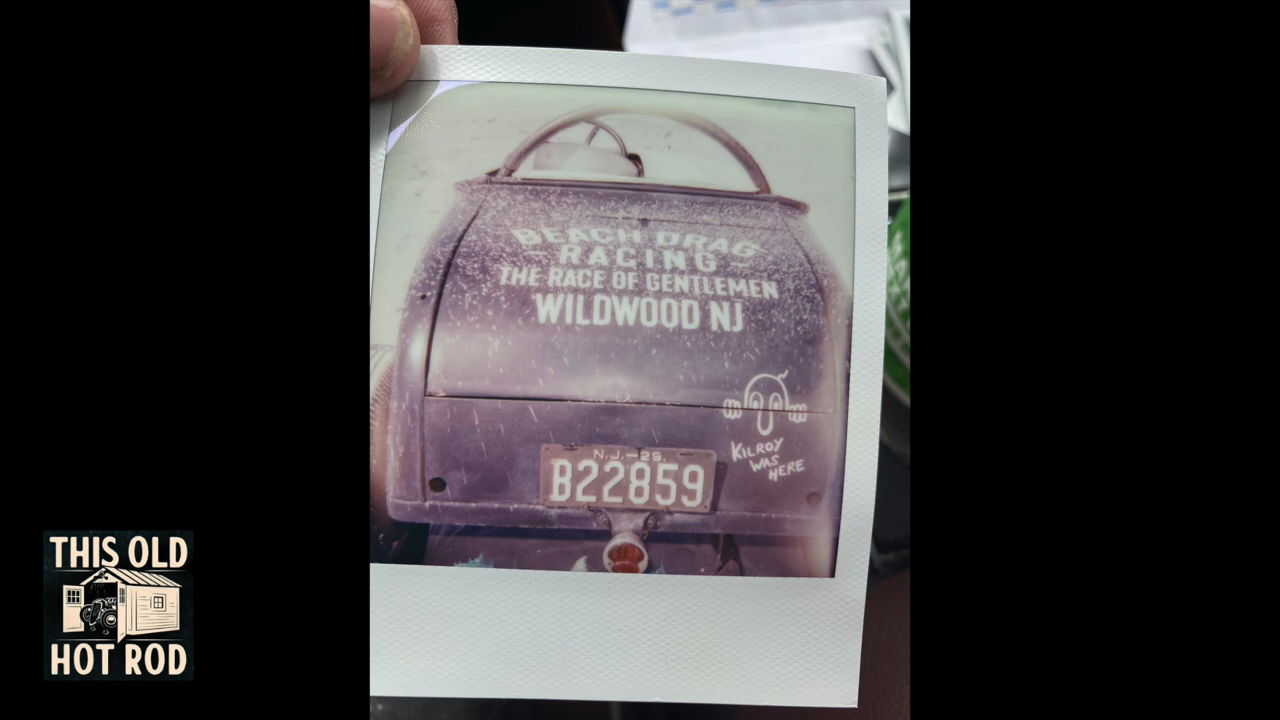 BEACH DRAG
- RACING -
THE RACE OF GENTLEMEN
WILDWOOD NJ
KILROY
WAS
HERE
N.J.-29.
B22859
THIS OLD
HOT ROD